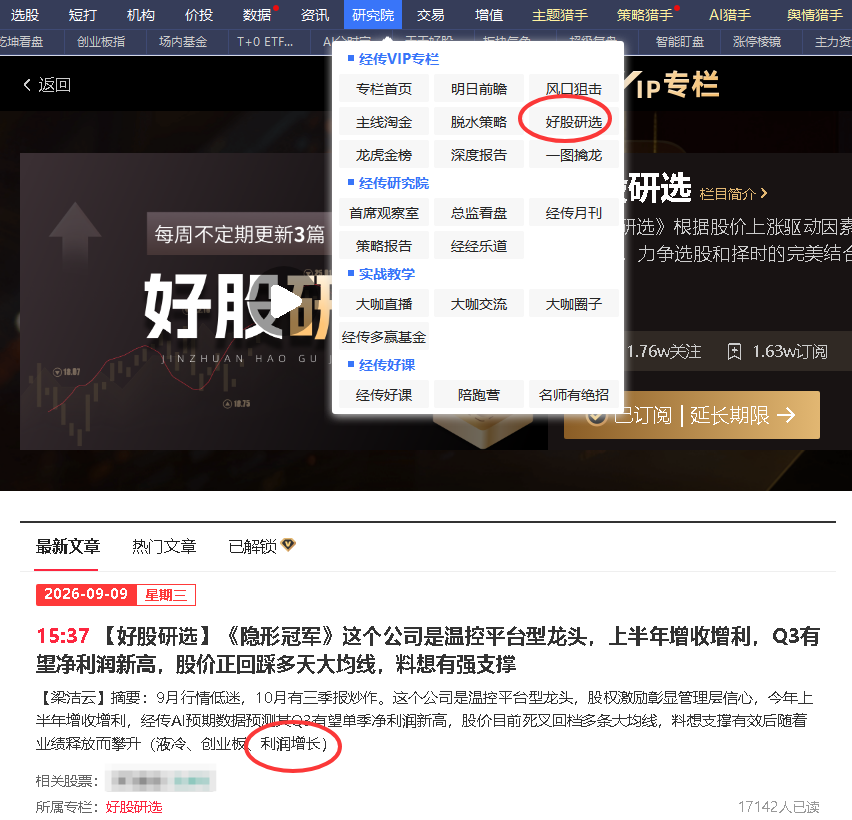 选股 短打 机构 价投 数据 资讯 研究院 交易 增值 主题猎手 策略猎手 AI猎手 舆情猎手
乾坤看盘 创业板指 场内基金 T+0 ETF... 智能盯盘 涨停棱镜 主力资
返回
VIP专栏
经传VIP专栏
专栏首页 明日前瞻 风口狙击
主线淘金 脱水策略 好股研选
龙虎金榜 深度报告 一图擒龙
经传研究院
首席观察室 总监看盘 经传月刊
策略报告 经经乐道
实战教学
大咖直播 大咖交流 大咖圈子
经传多赢基金
经传好课
经传好课 陪跑营 名师有绝招
每周不定期更新3篇
好股研
JINZHUAN HAO GU
18.87
18.75
研选 栏目简介
研选》根据股价上涨驱动因素
力争选股和择时的完美结合
1.76w关注 1.63w订阅
已订阅 | 延长期限
最新文章 热门文章 已解锁
2026-09-09 星期三
15:37 【好股研选】《隐形冠军》这个公司是温控平台型龙头，上半年增收增利，Q3有
望净利润新高，股价正回踩多天大均线，料想有强支撑
【梁洁云】摘要：9月行情低迷，10月有三季报炒作。这个公司是温控平台型龙头，股权激励彰显管理层信心，今年上
半年增收增利，经传AI预期数据预测其Q3有望单季净利润新高，股价目前死叉回档多条大均线，料想支撑有效后随着
业绩释放而攀升（液冷、创业板、利润增长）
相关股票：
所属专栏：好股研选
17142人已读